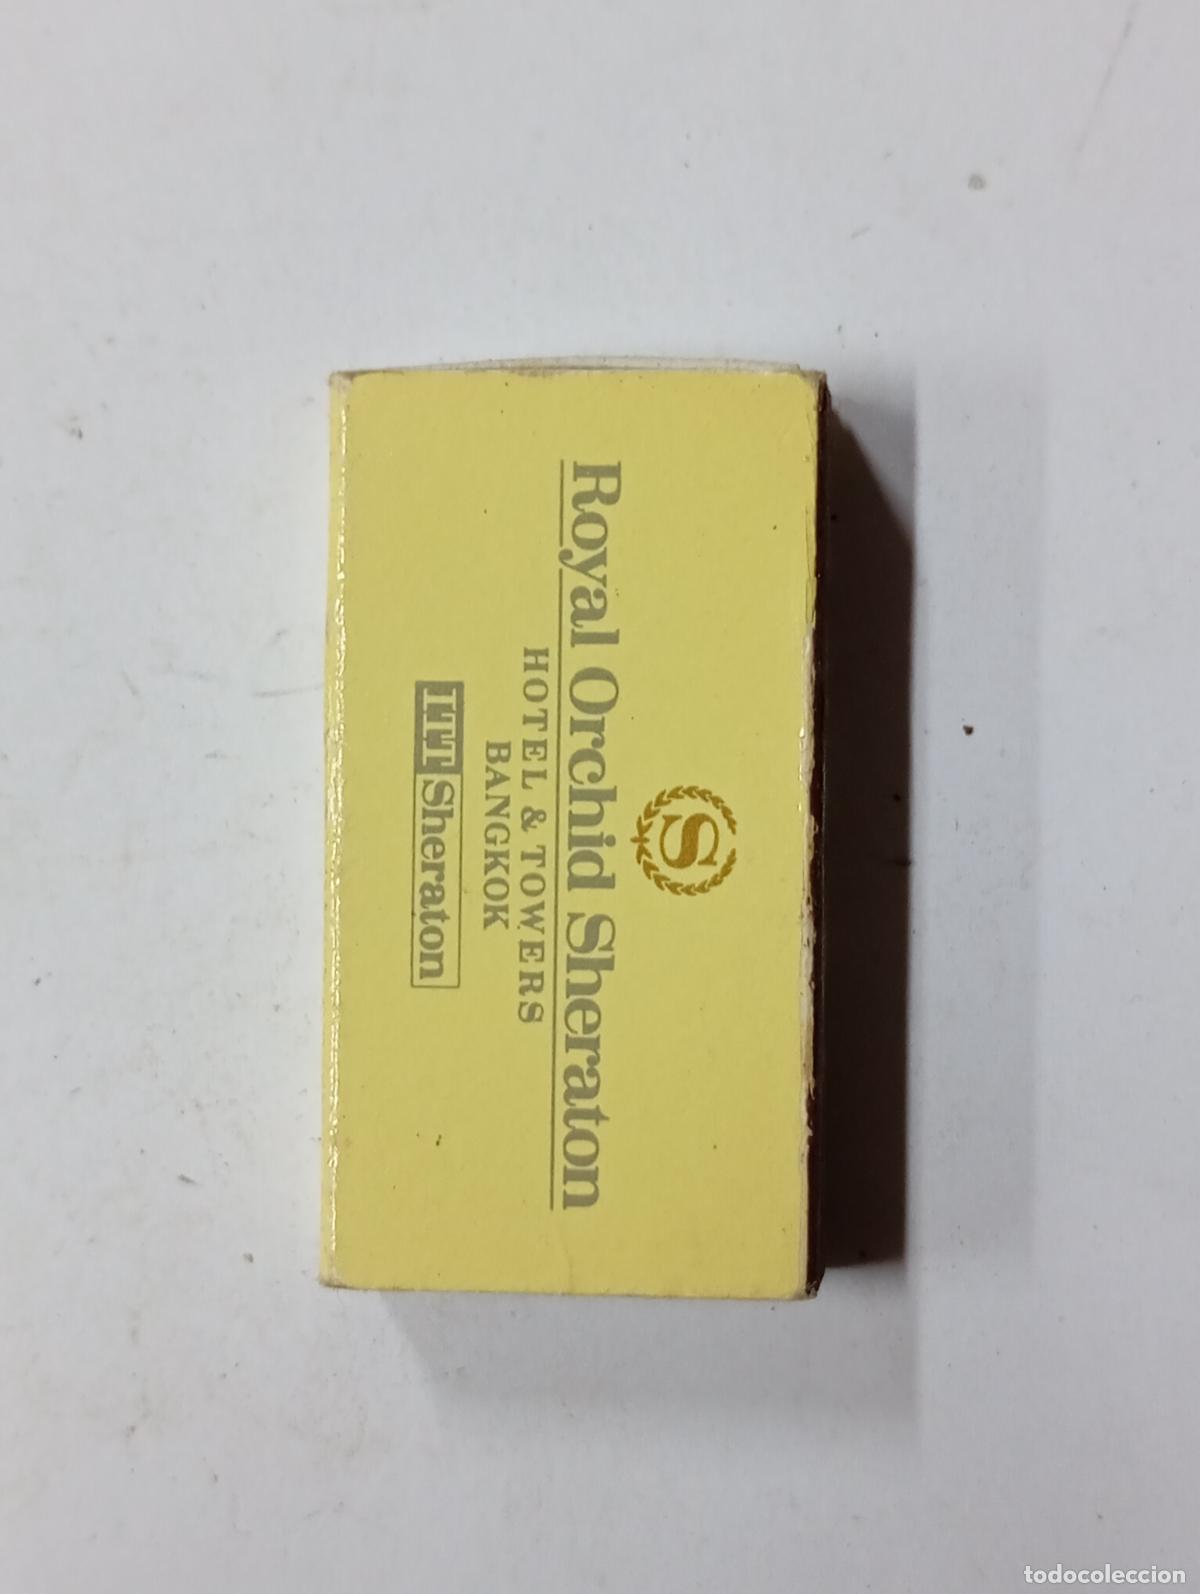 S
Royal Orchid Sheraton
HOTEL & TOWERS
BANGKOK
ITT Sheraton
todocoleccion